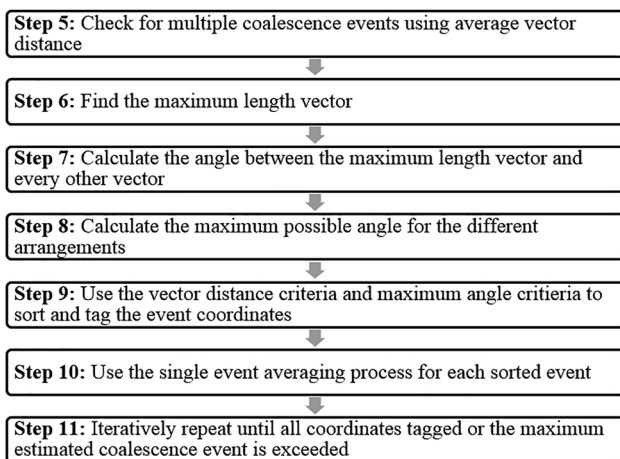 Step 5: Check for multiple coalescence events using average vector
distance
Step 6: Find the maximum length vector
Step 7: Calculate the angle between the maximum length vector and
every other vector
Step 8: Calculate the maximum possible angle for the different
arrangements
Step 9: Use the vector distance criteria and maximum angle critieria to
sort and tag the event coordinates
Step 10: Use the single event averaging process for each sorted event
Step 11: Iteratively repeat until all coordinates tagged or the maximum
estimated coalescence event is exceeded